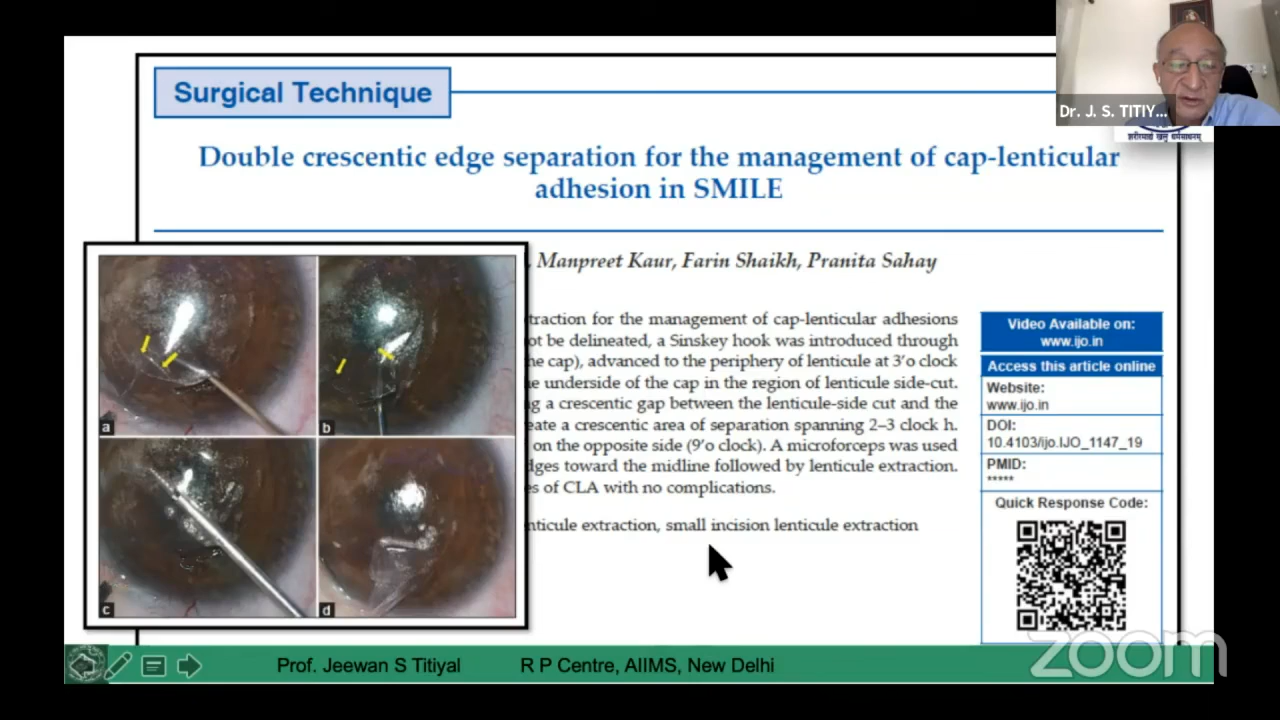 Dr. J. S. TITIY...
शरीरमाद्यं खलु धर्मसाधनम्
Surgical Technique
Double crescentic edge separation for the management of cap-lenticular
adhesion in SMILE
Manpreet Kaur, Farin Shaikh, Pranita Sahay
traction for the management of cap-lenticular adhesions
ot be delineated, a Sinskey hook was introduced through
he cap), advanced to the periphery of lenticule at 3'o clock
e underside of the cap in the region of lenticule side-cut.
g a crescentic gap between the lenticule-side cut and the
eate a crescentic area of separation spanning 2–3 clock h.
on the opposite side (9'o clock). A microforceps was used
dges toward the midline followed by lenticule extraction.
es of CLA with no complications.
nticule extraction, small incision lenticule extraction
a
b
c
d
Video Available on:
www.ijo.in
Access this article online
Website:
www.ijo.in
DOI:
10.4103/ijo.IJO_1147_19
PMID:
*****
Quick Response Code:
Prof. Jeewan S Titiyal R P Centre, AIIMS, New Delhi
zoom